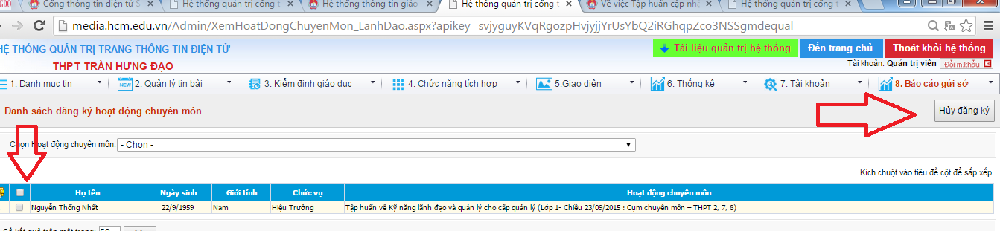 GDO Cổng thông tin điện tử S Hệ thống quản trị cổng t Hệ thống thông tin giáo Hệ thống quản trị cổng t Về việc Tập huấn cập nhậ Hệ thống quản trị cổng t
media.hcm.edu.vn/Admin/XemHoatDongChuyenMon_LanhDao.aspx?apikey=svjyguyKVqRgozpHvjyjjYrUsYbQ2iRGhqpZco3NSSgmdequal
HỆ THỐNG QUẢN TRỊ TRANG THÔNG TIN ĐIỆN TỬ Tài liệu quản trị hệ thống Đến trang chủ Thoát khỏi hệ thống
THPT TRẦN HƯNG ĐẠO Tài khoản: Quản trị viên Đổi m.khẩu
1. Danh mục tin NEW 2. Quản lý tin bài 3. Kiểm định giáo dục 4. Chức năng tích hợp 5.Giao diện 6. Thống kê 7. Tài khoản 8. Báo cáo gửi sở
Danh sách đăng ký hoạt động chuyên môn Hủy đăng ký
Chọn Hoạt động chuyên môn: - Chọn -
Kích chuột vào tiêu đề cột để sắp xếp.
Họ tên Ngày sinh Giới tính Chức vụ Hoạt động chuyên môn
Nguyễn Thống Nhất 22/9/1959 Nam Hiệu Trưởng Tập huấn về Kỹ năng lãnh đạo và quản lý cho cấp quản lý (Lớp 1- Chiều 23/09/2015 : Cụm chuyên môn – THPT 2, 7, 8)
Số kết quả trên một trang: 50